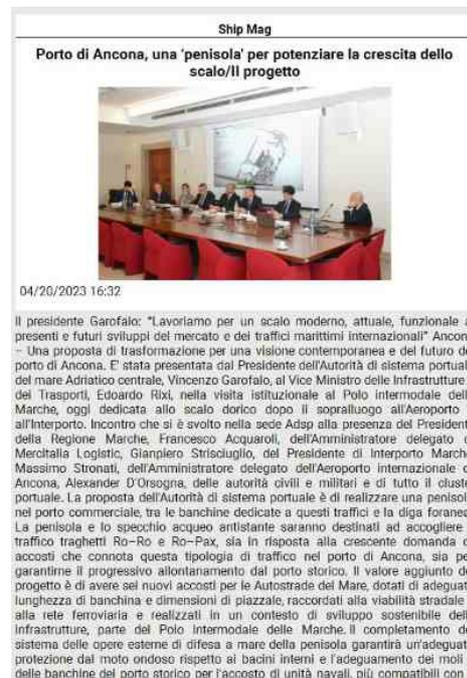 Ship Mag
Porto di Ancona, una 'penisola' per potenziare la crescita dello
scalo/Il progetto
04/20/2023 16:32
Il presidente Garofalo: "Lavoriamo per un scalo moderno, attuale, funzionale a
presenti e futuri sviluppi del mercato e dei traffici marittimi internazionali" Ancon
– Una proposta di trasformazione per una visione contemporanea e del futuro de
porto di Ancona. E' stata presentata dal Presidente dell'Autorità di sistema portual
del mare Adriatico centrale, Vincenzo Garofalo, al Vice Ministro delle Infrastrutture
dei Trasporti, Edoardo Rixi, nella visita istituzionale al Polo intermodale dell
Marche, oggi dedicata allo scalo dorico dopo il sopralluogo all'Aeroporto
all'Interporto. Incontro che si è svolto nella sede Adsp alla presenza del President
della Regione Marche, Francesco Acquaroli, dell'Amministratore delegato d
Mercitalia Logistic, Gianpiero Strisciuglio, del Presidente di Interporto March
Massimo Stronati, dell'Amministratore delegato dell'Aeroporto internazionale d
Ancona, Alexander D'Orsogna, delle autorità civili e militari e di tutto il cluste
portuale. La proposta dell'Autorità di sistema portuale è di realizzare una penisol
nel porto commerciale, tra le banchine dedicate a questi traffici e la diga foranea
La penisola e lo specchio acqueo antistante saranno destinati ad accogliere
traffico traghetti Ro–Ro e Ro–Pax, sia in risposta alla crescente domanda d
accosti che connota questa tipologia di traffico nel porto di Ancona, sia pe
garantirne il progressivo allontanamento dal porto storico. Il valore aggiunto de
progetto è di avere sei nuovi accosti per le Autostrade del Mare, dotati di adeguat
lunghezza di banchina e dimensioni di piazzale, raccordati alla viabilità stradale
alla rete ferroviaria e realizzati in un contesto di sviluppo sostenibile dell
infrastrutture, parte del Polo intermodale delle Marche. Il completamento de
sistema delle opere esterne di difesa a mare della penisola garantirà un'adeguat
protezione dal moto ondoso rispetto ai bacini interni e l'adeguamento dei moli
delle banchine del porto storico per l'accosto di unità navali, più compatibili con